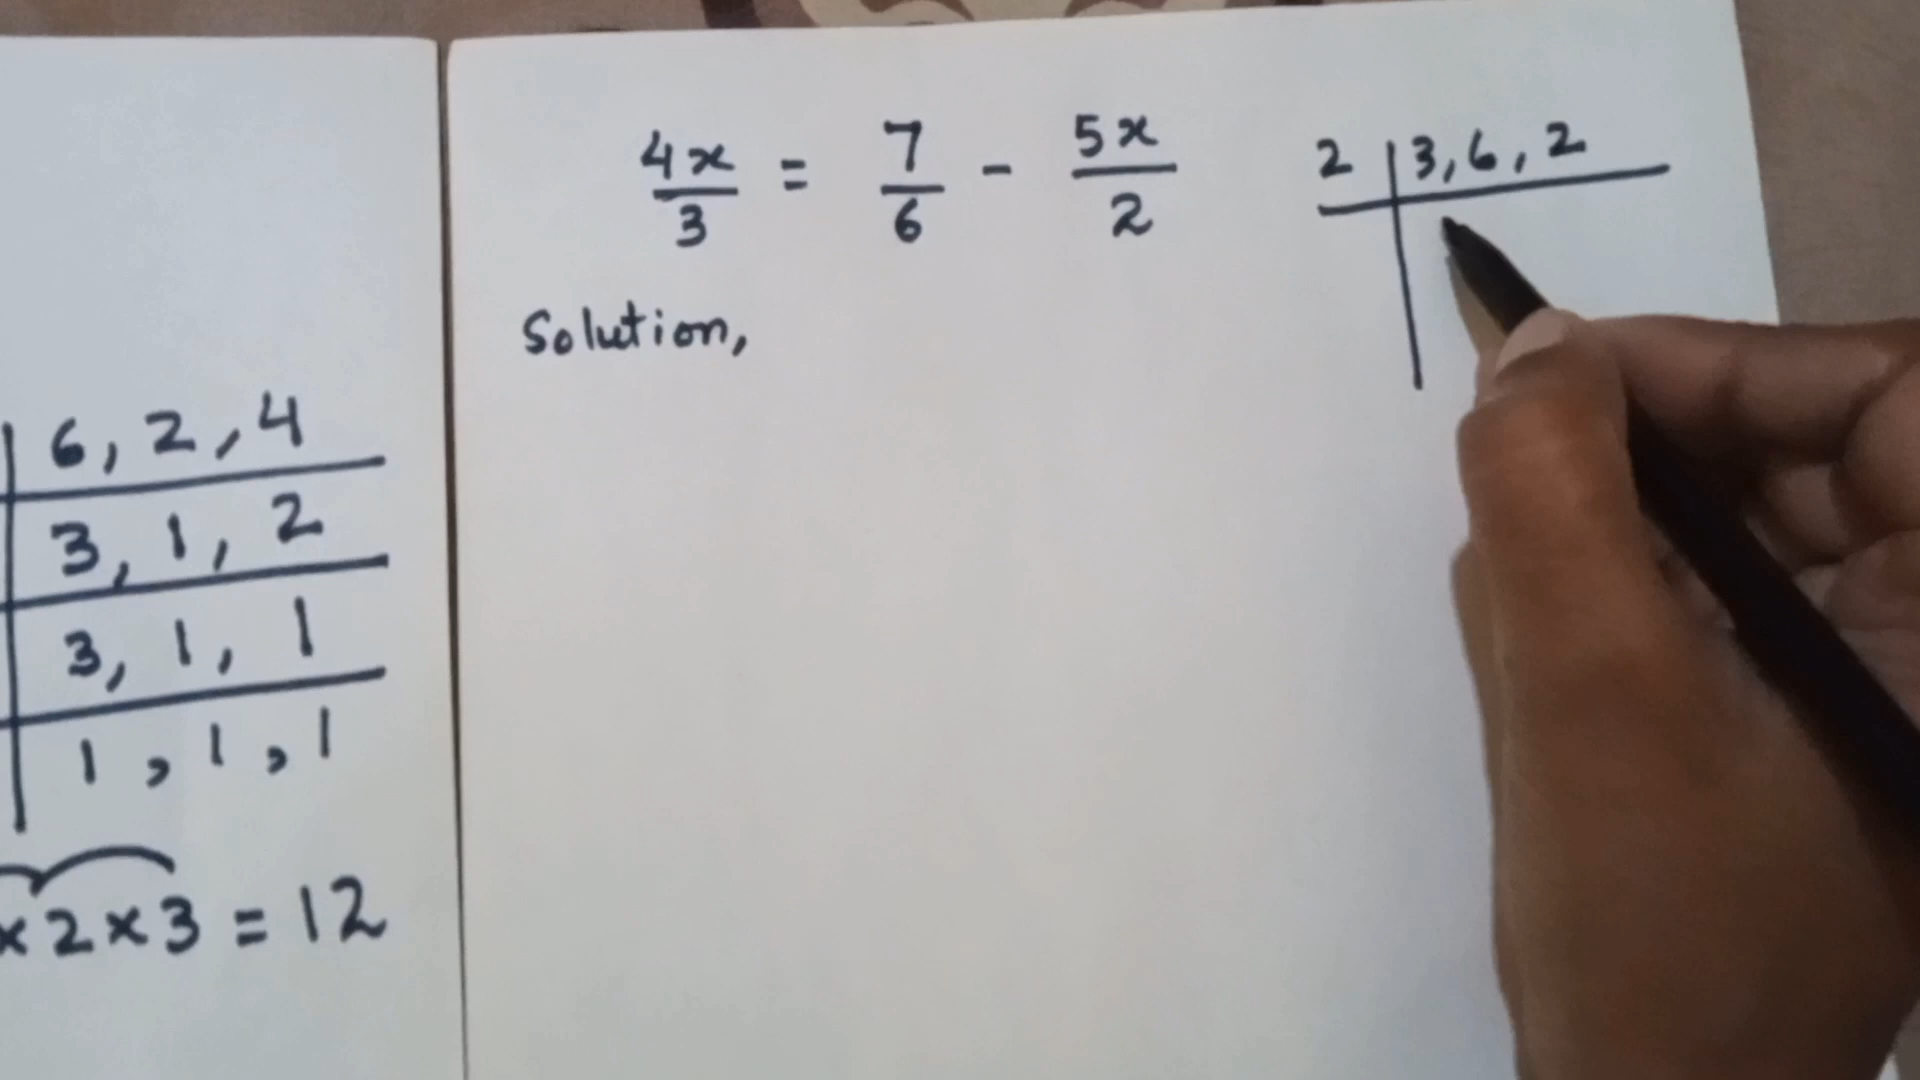 6, 2, 4
3, 1, 2
3, 1, 1
1, 1, 1
×2×3 = 12
4x/3 = 7/6 - 5x/2
Solution,
2 | 3, 6, 2